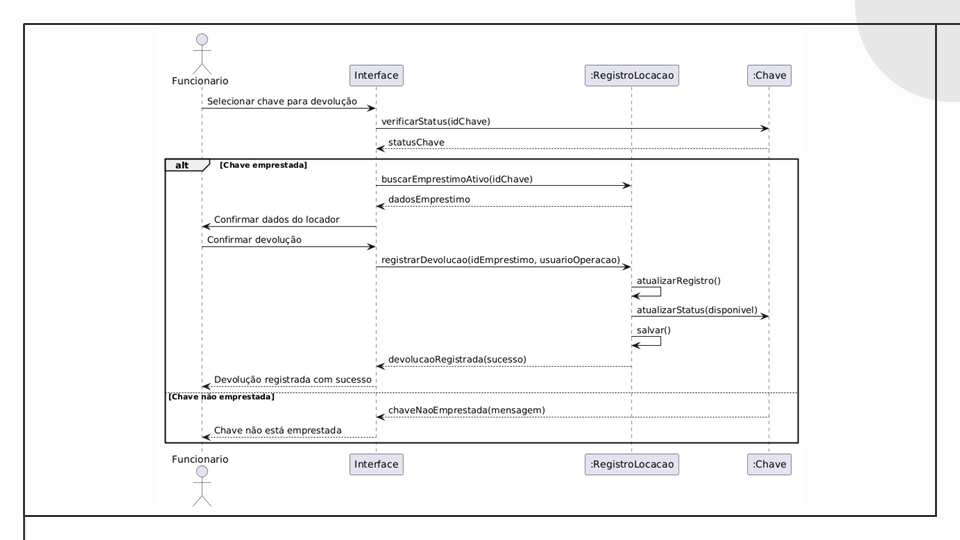 Funcionario
Interface
:RegistroLocacao
:Chave
Selecionar chave para devolução
verificarStatus(idChave)
statusChave
alt
[Chave emprestada]
buscarEmprestimoAtivo(idChave)
dadosEmprestimo
Confirmar dados do locador
Confirmar devolução
registrarDevolucao(idEmprestimo, usuarioOperacao)
atualizarRegistro()
atualizarStatus(disponivel)
salvar()
devolucaoRegistrada(sucesso)
Devolução registrada com sucesso
[Chave não emprestada]
chaveNaoEmprestada(mensagem)
Chave não está emprestada
Funcionario
Interface
:RegistroLocacao
:Chave